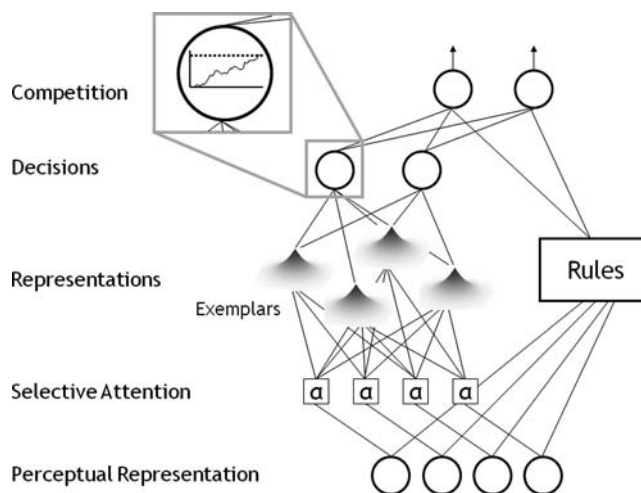 Competition
Decisions
Representations
Rules
Exemplars
Selective Attention
α α α α
Perceptual Representation